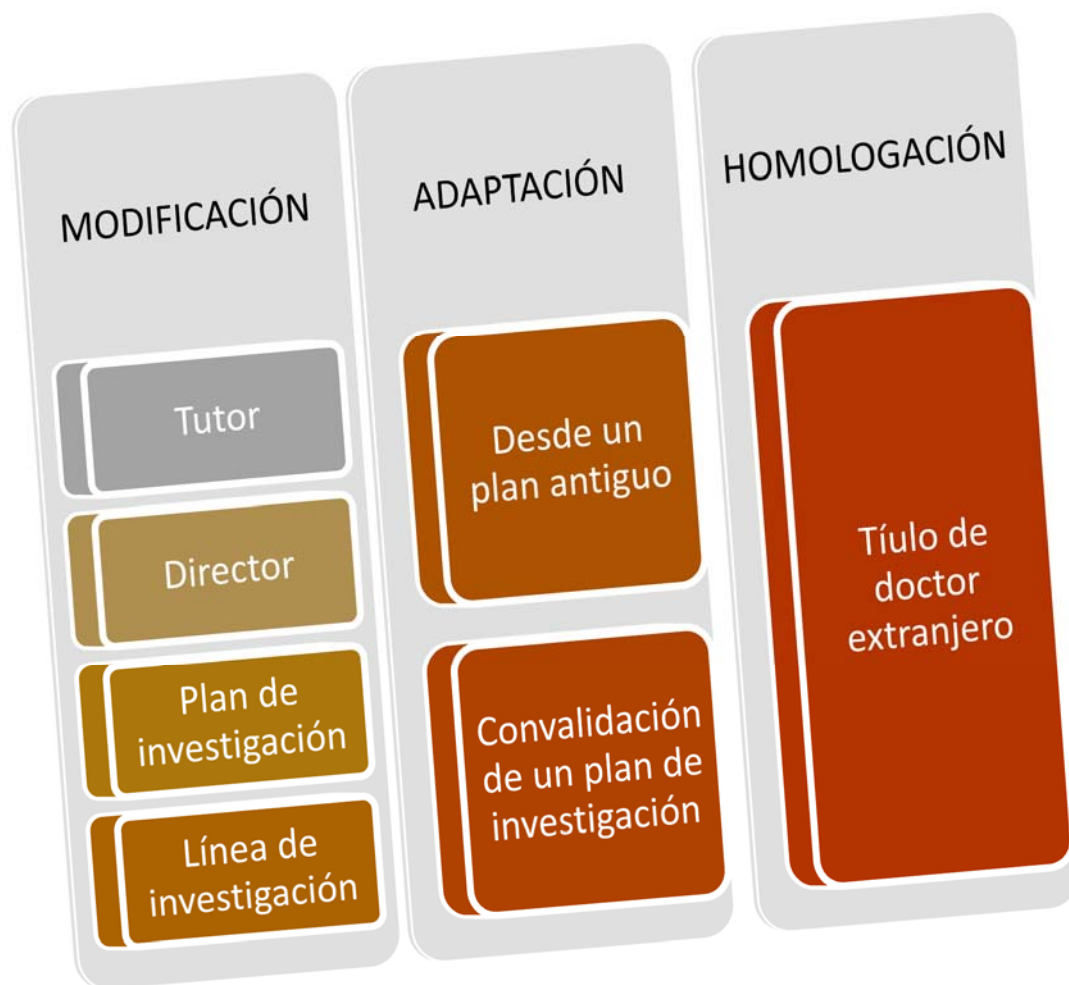 MODIFICACIÓN
Tutor
Director
Plan de
investigación
Línea de
investigación
ADAPTACIÓN
Desde un
plan antiguo
Convalidación
de un plan de
investigación
HOMOLOGACIÓN
Tíulo de
doctor
extranjero